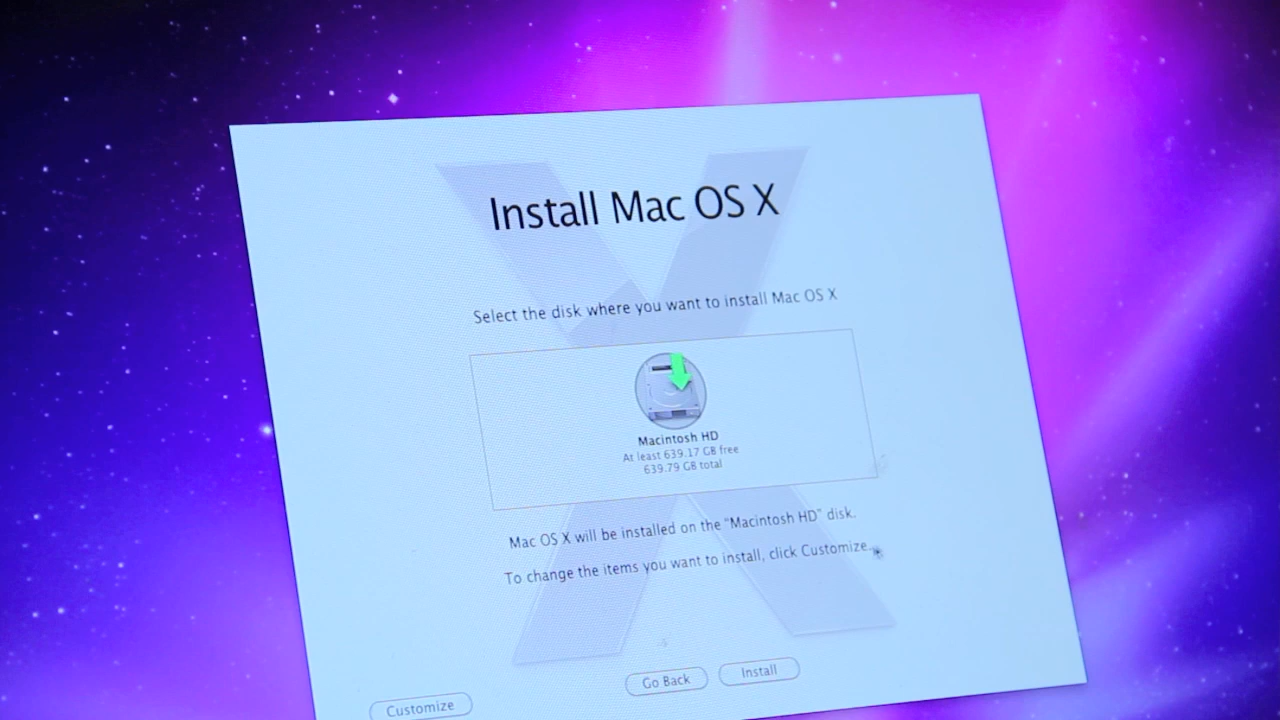 Install Mac OS X
Select the disk where you want to install Mac OS X
Macintosh HD
At least 639.17 GB free
639.79 GB total
Mac OS X will be installed on the "Macintosh HD" disk.
To change the items you want to install, click Customize.
Go Back
Install
Customize